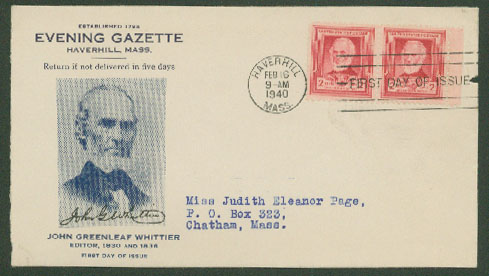 ESTABLISHED 1798
EVENING GAZETTE
HAVERHILL, MASS.
Return if not delivered in five days
HAVERHILL
FEB 16
9-AM
1940
MASS.
FIRST DAY OF ISSUE
John G. Whittier
JOHN GREENLEAF WHITTIER
EDITOR, 1830 AND 1836
FIRST DAY OF ISSUE
Miss Judith Eleanor Page,
P. O. Box 323,
Chatham, Mass.